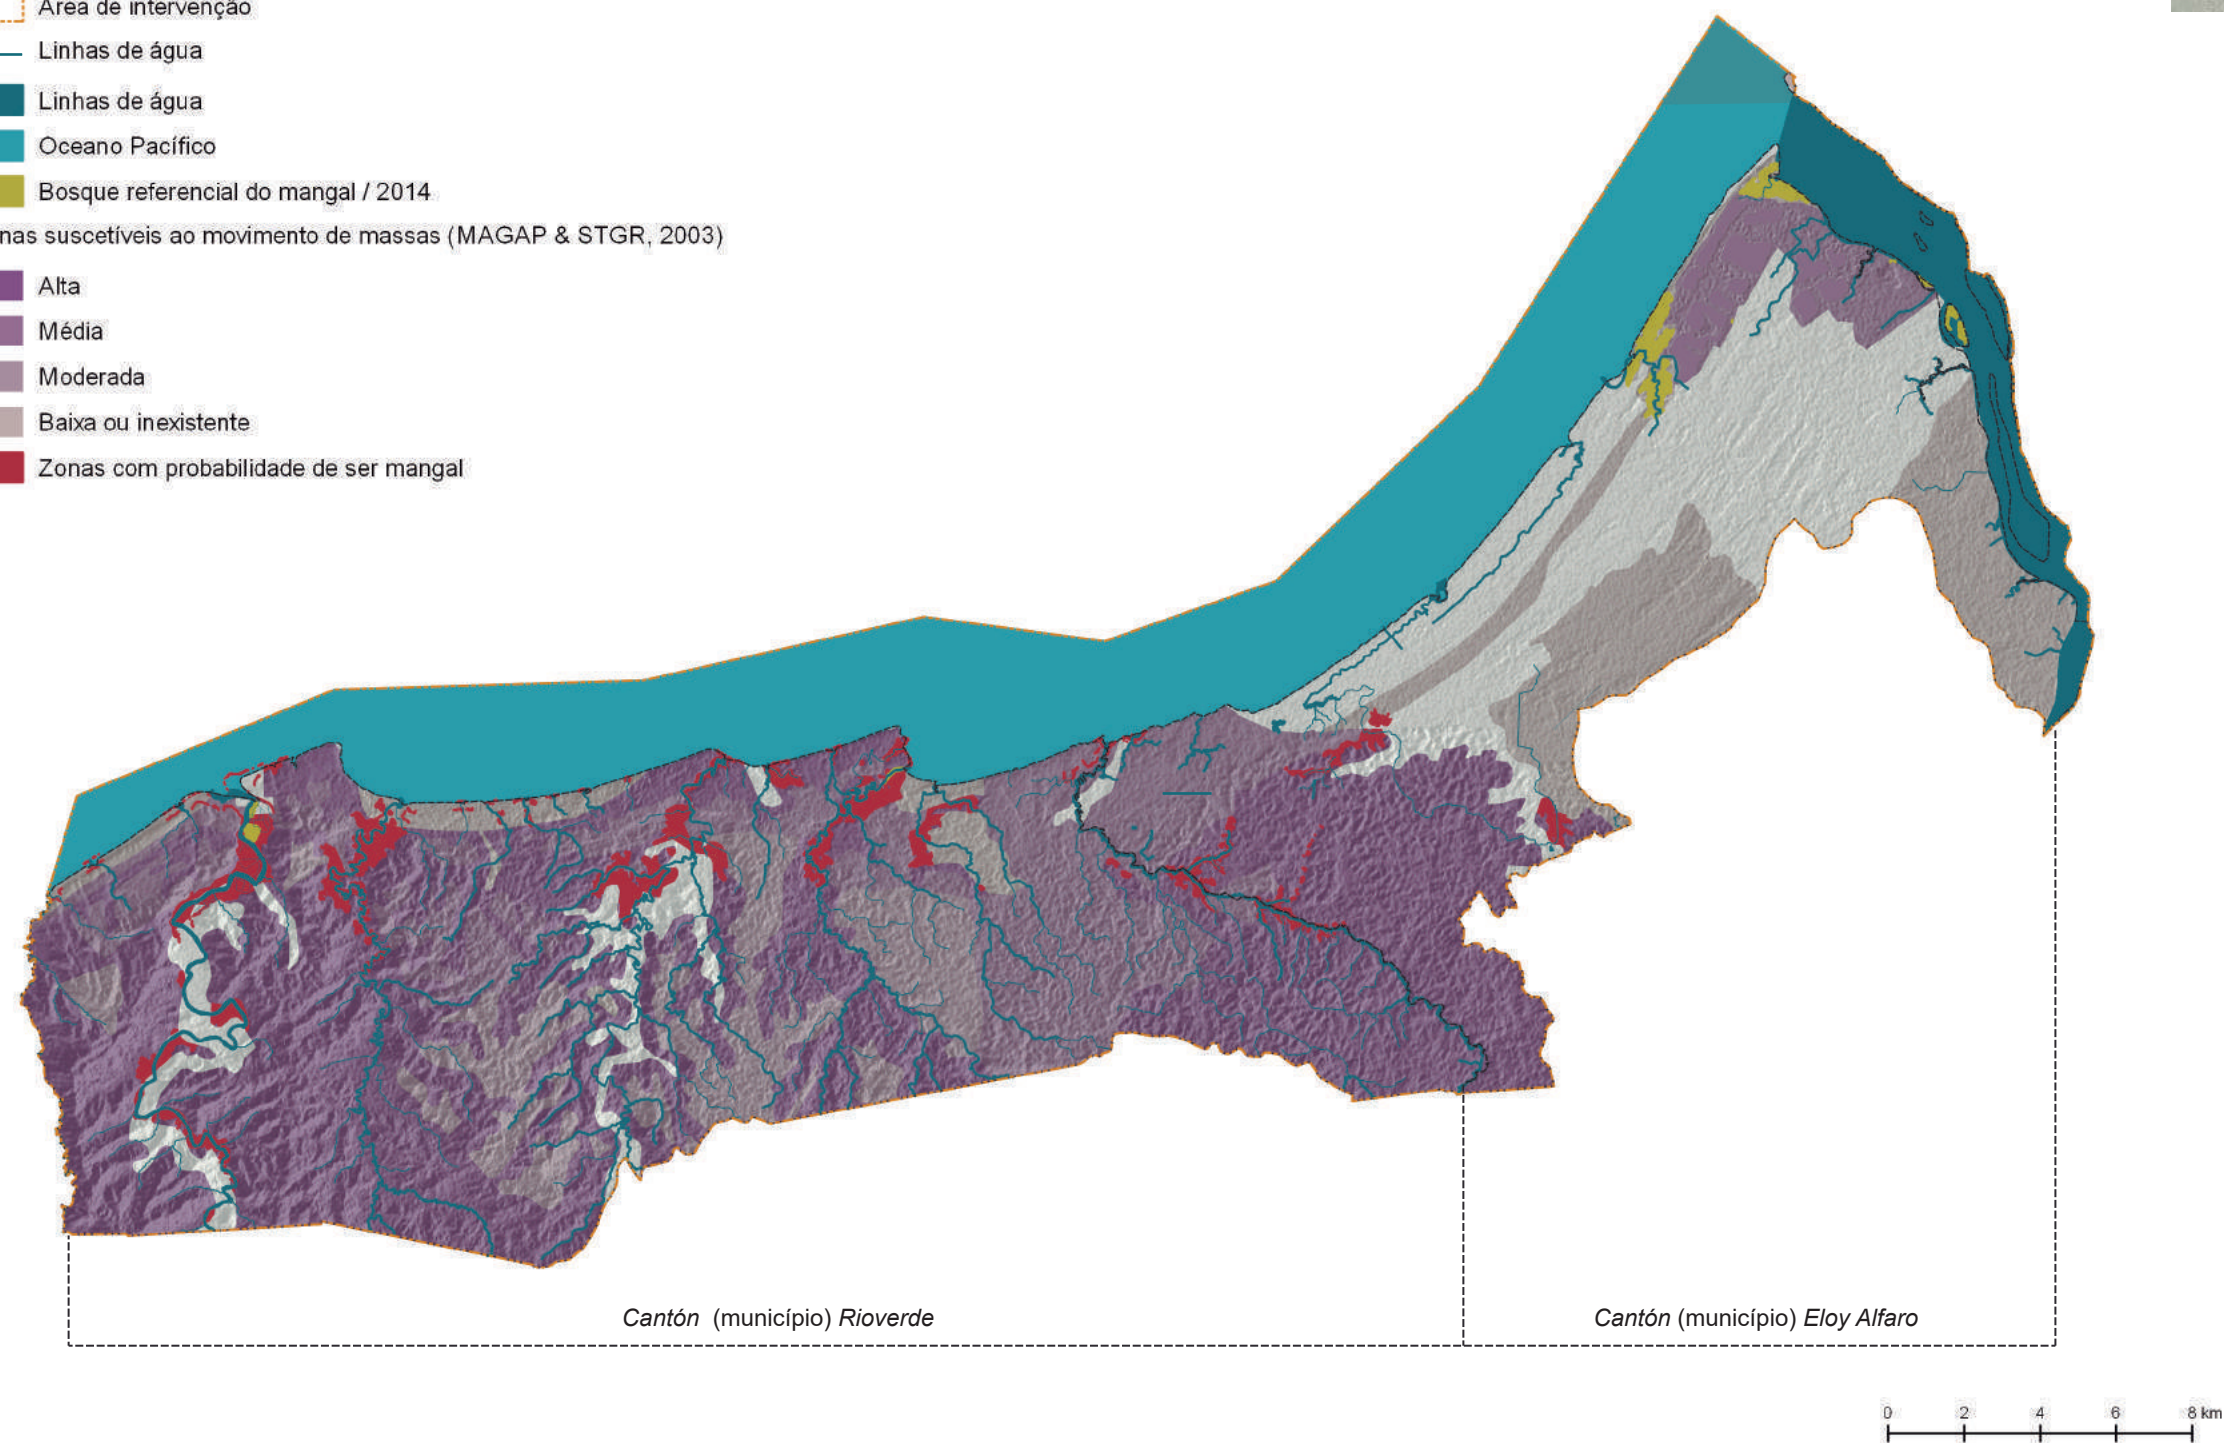 Área de intervenção
Linhas de água
Linhas de água
Oceano Pacífico
Bosque referencial do mangal / 2014
nas suscetíveis ao movimento de massas (MAGAP & STGR, 2003)
Alta
Média
Moderada
Baixa ou inexistente
Zonas com probabilidade de ser mangal
Cantón (município) Rioverde
Cantón (município) Eloy Alfaro
0 2 4 6 8 km